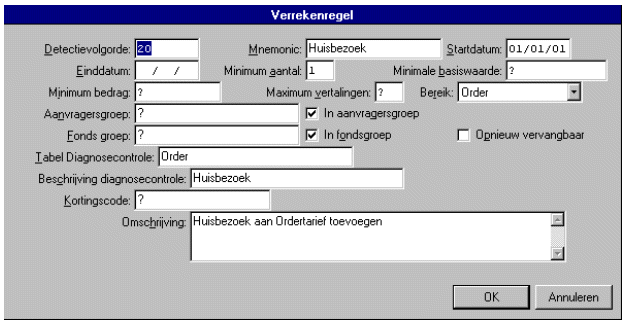 Verrekenregel
Detectievolgorde: 20 Mnemonic: Huisbezoek Startdatum: 01/01/01
Einddatum: / / Minimum aantal: 1 Minimale basiswaarde: ?
Minimum bedrag: ? Maximum vertalingen: ? Bereik: Order
Aanvragersgroep: ? In aanvragersgroep
Fonds groep: ? In fondsgroep Opnieuw vervangbaar
Tabel Diagnosecontrole: Order
Beschrijving diagnosecontrole: Huisbezoek
Kortingscode: ?
Omschrijving: Huisbezoek aan Ordertarief toevoegen
OK Annuleren